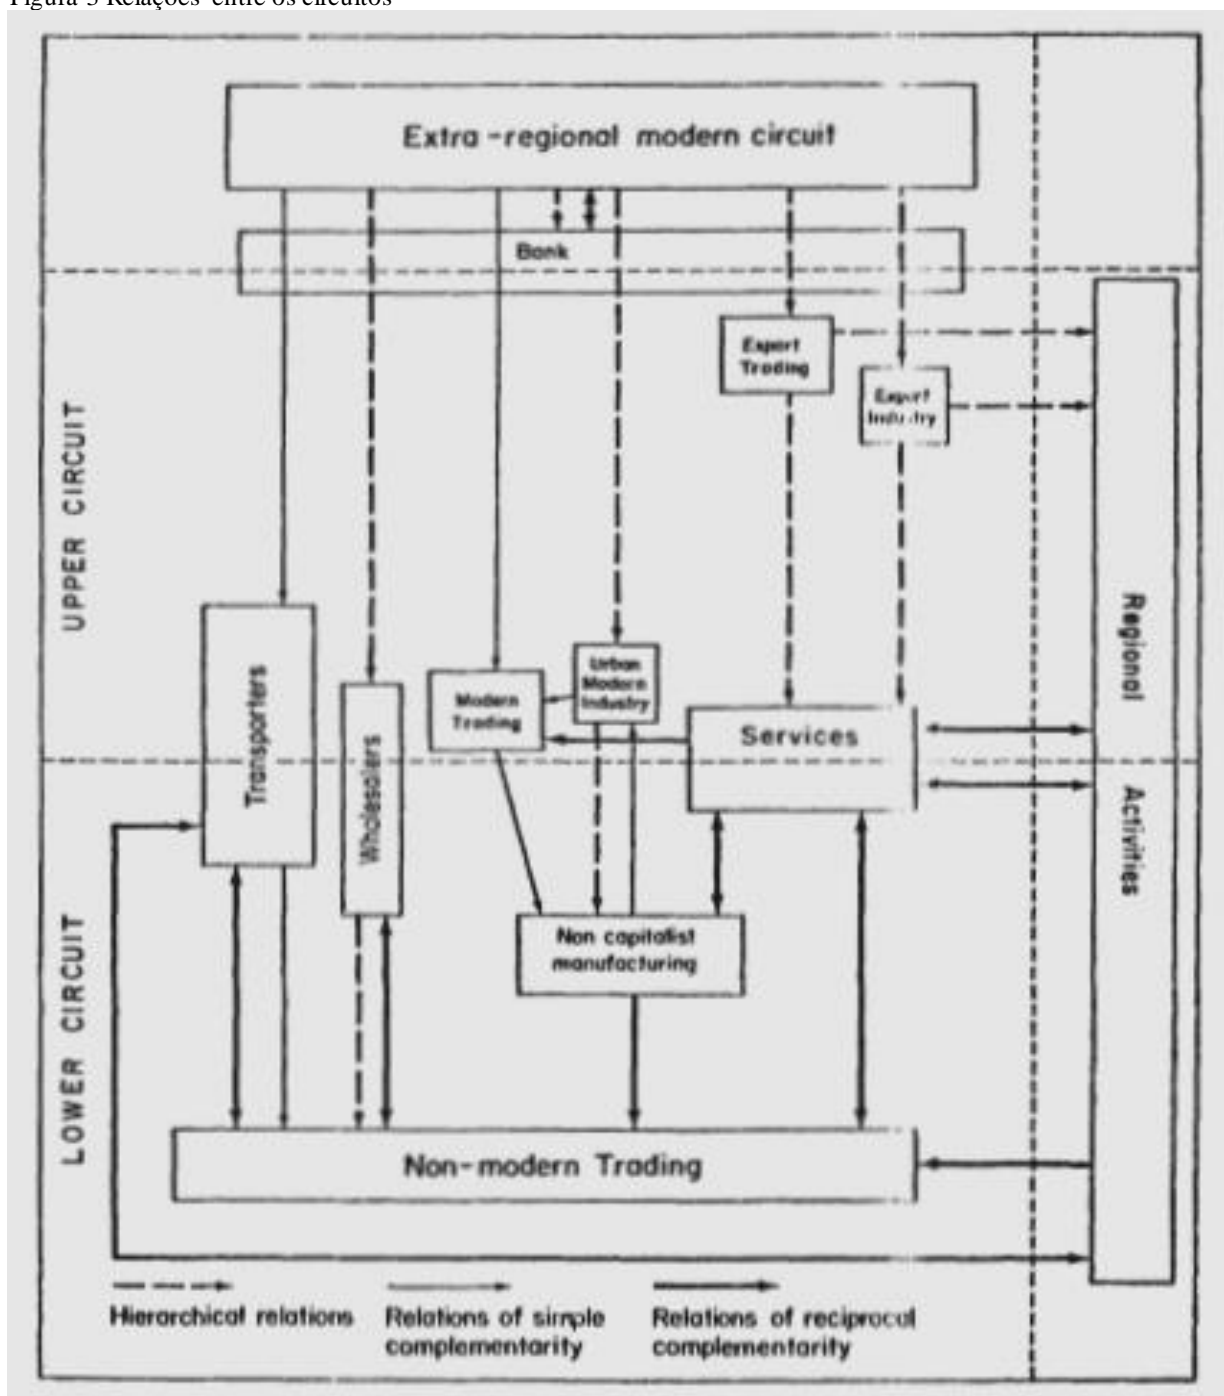 Figura 3 Relações entre os circuitos
Extra-regional modern circuit
Bank
Export
Trading
Export
Industry
UPPER CIRCUIT
Regional
Activities
Transporters
Wholesalers
Modern
Trading
Urban
Modern
Industry
Services
LOWER CIRCUIT
Non capitalist
manufacturing
Non-modern Trading
Hierarchical relations
Relations of simple
complementarity
Relations of reciprocal
complementarity